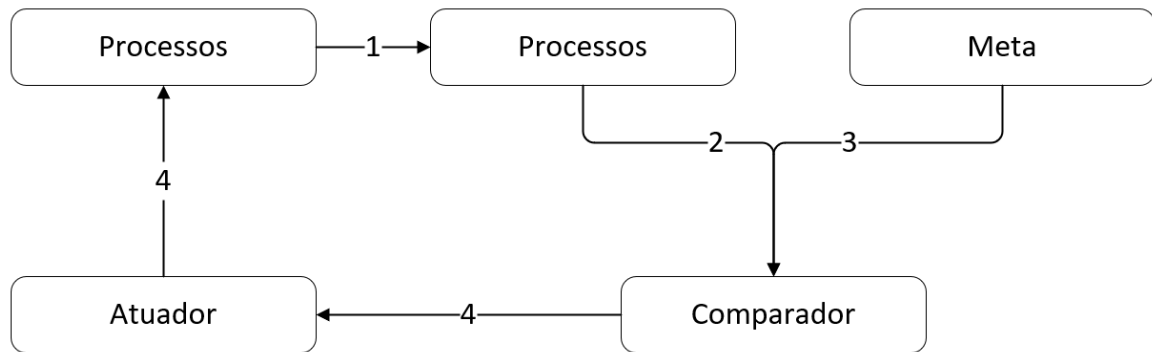 Processos
1
Processos
Meta
2
3
4
Atuador
4
Comparador